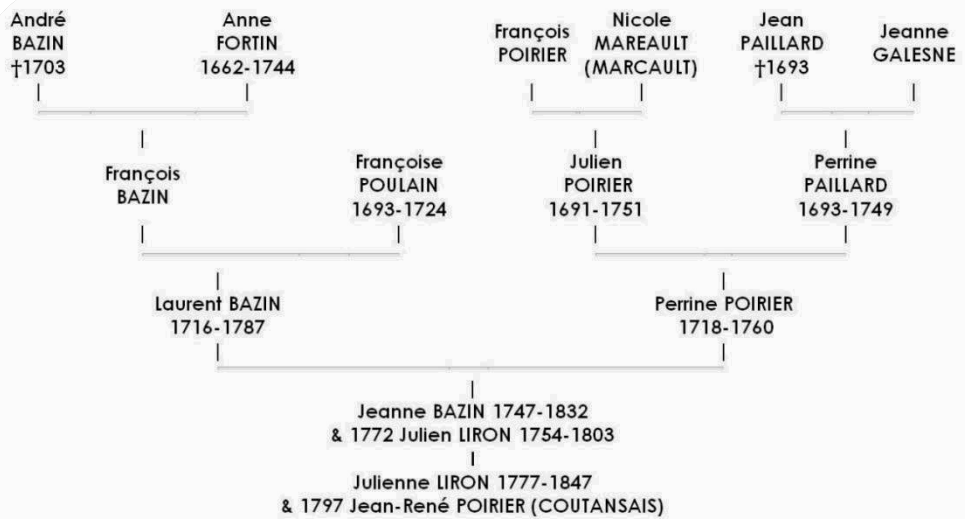 André
BAZIN
†1703
Anne
FORTIN
1662-1744
François
POIRIER
Nicole
MAREAULT
(MARCAULT)
Jean
PAILLARD
†1693
Jeanne
GALESNE
François
BAZIN
Françoise
POULAIN
1693-1724
Julien
POIRIER
1691-1751
Perrine
PAILLARD
1693-1749
Laurent BAZIN
1716-1787
Perrine POIRIER
1718-1760
Jeanne BAZIN 1747-1832
& 1772 Julien LIRON 1754-1803
Julienne LIRON 1777-1847
& 1797 Jean-René POIRIER (COUTANSAIS)